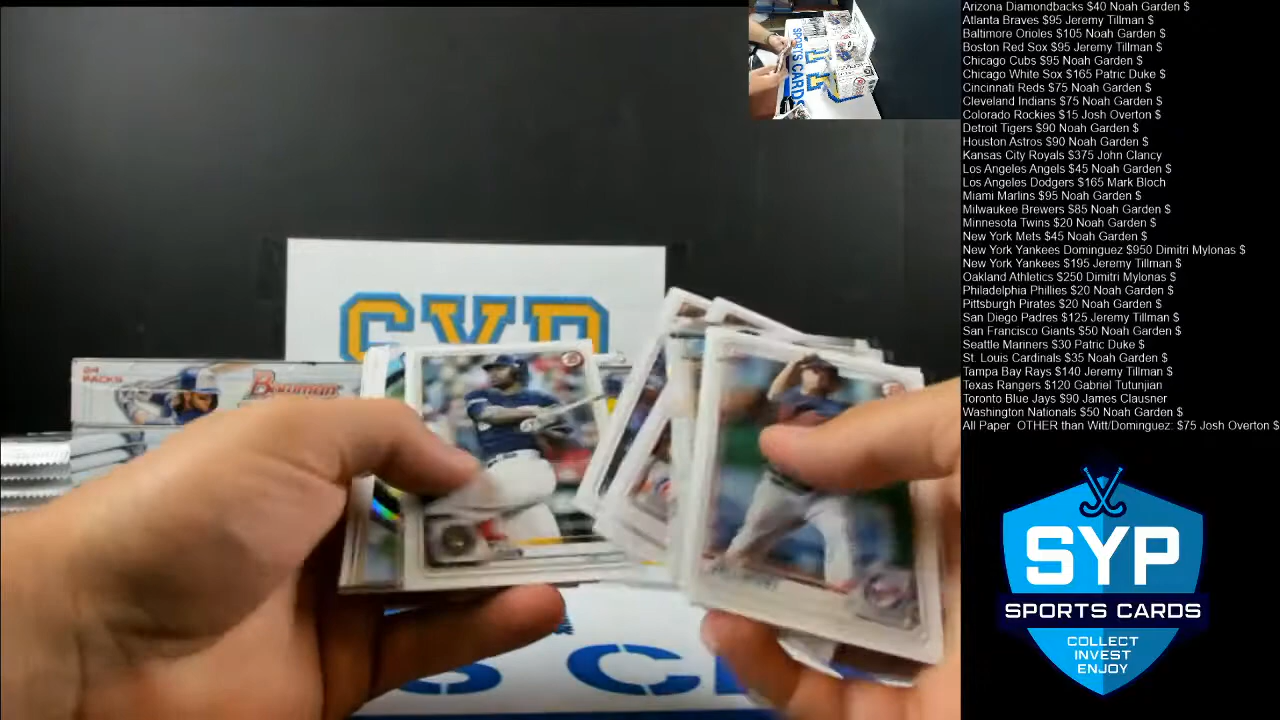 Arizona Diamondbacks $40 Noah Garden $
Atlanta Braves $95 Jeremy Tillman $
Baltimore Orioles $105 Noah Garden $
Boston Red Sox $95 Jeremy Tillman $
Chicago Cubs $95 Noah Garden $
Chicago White Sox $165 Patric Duke $
Cincinnati Reds $75 Noah Garden $
Cleveland Indians $75 Noah Garden $
Colorado Rockies $15 Josh Overton $
Detroit Tigers $90 Noah Garden $
Houston Astros $90 Noah Garden $
Kansas City Royals $375 John Clancy
Los Angeles Angels $45 Noah Garden $
Los Angeles Dodgers $165 Mark Bloch
Miami Marlins $95 Noah Garden $
Milwaukee Brewers $85 Noah Garden $
Minnesota Twins $20 Noah Garden $
New York Mets $45 Noah Garden $
New York Yankees Dominguez $950 Dimitri Mylonas $
New York Yankees $195 Jeremy Tillman $
Oakland Athletics $250 Dimitri Mylonas $
Philadelphia Phillies $20 Noah Garden $
Pittsburgh Pirates $20 Noah Garden $
San Diego Padres $125 Jeremy Tillman $
San Francisco Giants $50 Noah Garden $
Seattle Mariners $30 Patric Duke $
St. Louis Cardinals $35 Noah Garden $
Tampa Bay Rays $140 Jeremy Tillman $
Texas Rangers $120 Gabriel Tutunjian
Toronto Blue Jays $90 James Clausner
Washington Nationals $50 Noah Garden $
All Paper OTHER than Witt/Dominguez: $75 Josh Overton $
SYP
SPORTS CARDS
COLLECT
INVEST
ENJOY
SYP
24
PACKS
Bowman
SPORTS CARDS